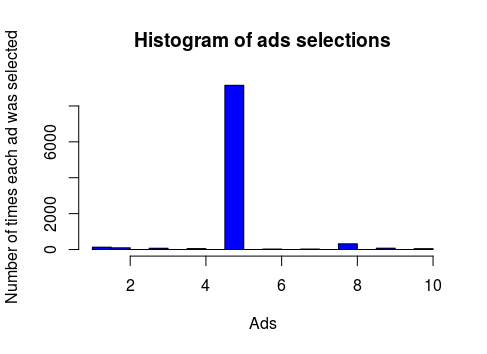 Histogram of ads selections
Number of times each ad was selected
6000
2000
0
2 4 6 8 10
Ads